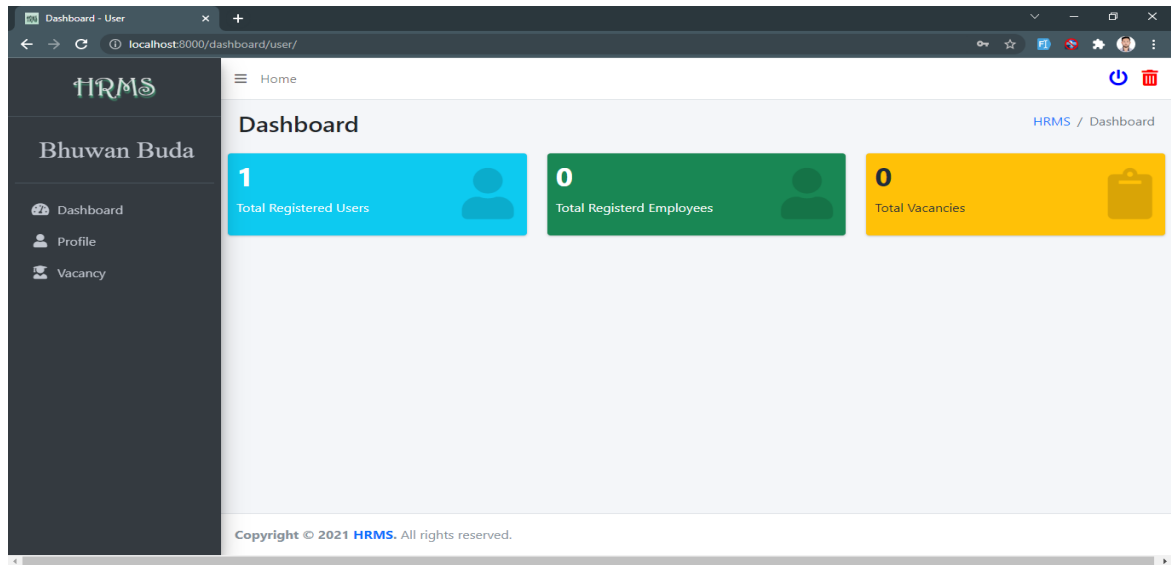 Dashboard - User
localhost:8000/dashboard/user/
HRMS
Home
Bhuwan Buda
Dashboard
Profile
Vacancy
Dashboard
HRMS / Dashboard
1
Total Registered Users
0
Total Registerd Employees
0
Total Vacancies
Copyright © 2021 HRMS. All rights reserved.